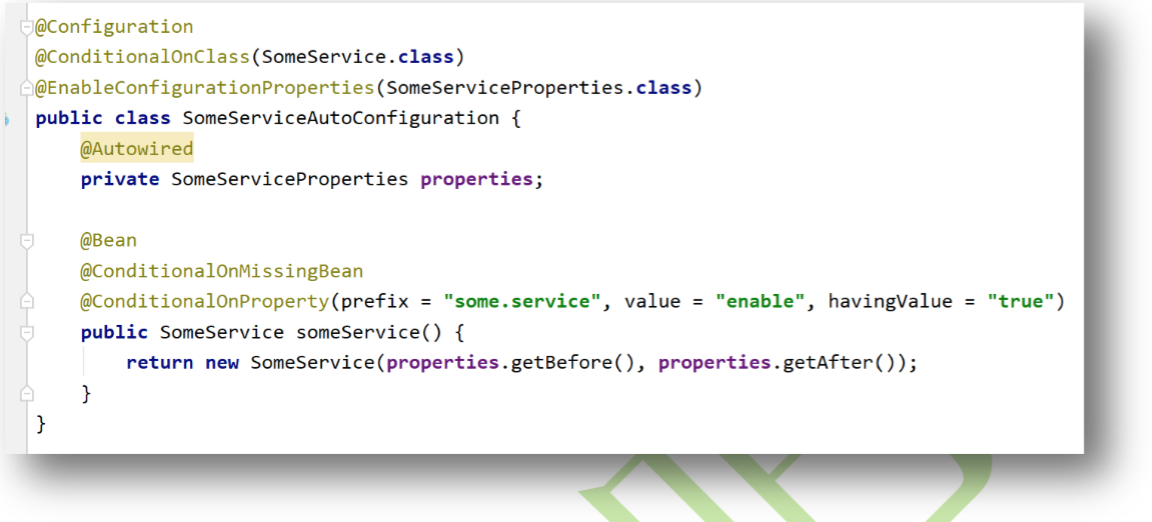 @Configuration
@ConditionalOnClass(SomeService.class)
@EnableConfigurationProperties(SomeServiceProperties.class)
public class SomeServiceAutoConfiguration {
    @Autowired
    private SomeServiceProperties properties;
    @Bean
    @ConditionalOnMissingBean
    @ConditionalOnProperty(prefix = "some.service", value = "enable", havingValue = "true")
    public SomeService someService() {
        return new SomeService(properties.getBefore(), properties.getAfter());
    }
}